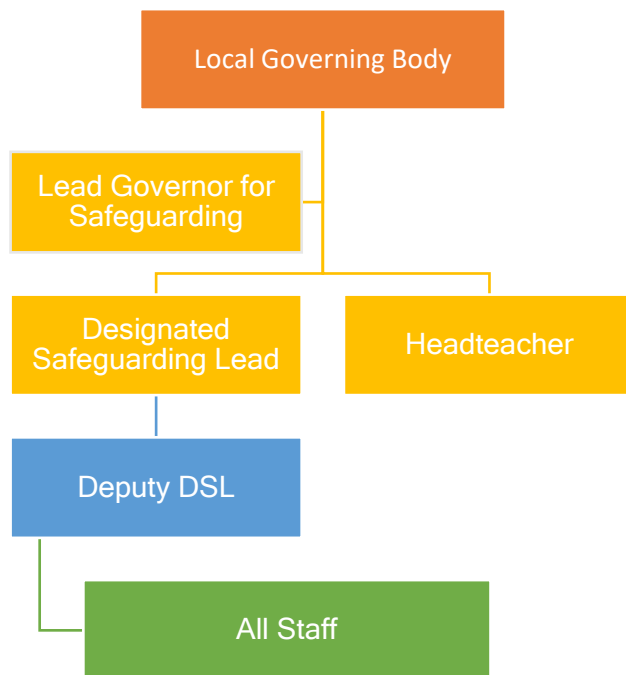 Local Governing Body
Lead Governor for
Safeguarding
Designated
Safeguarding Lead
Headteacher
Deputy DSL
All Staff